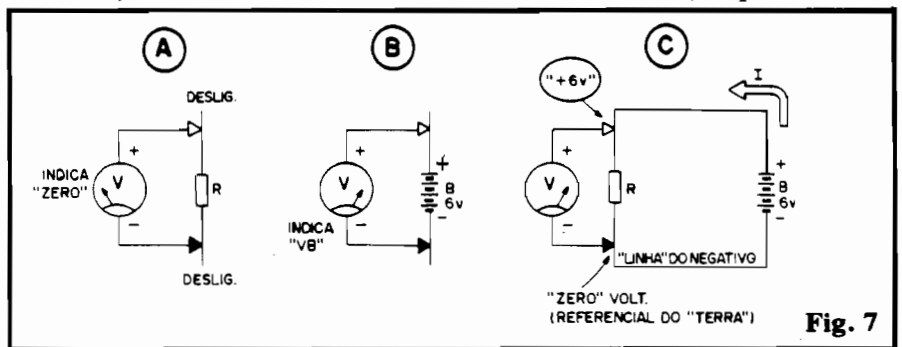 A
DESLIG.
+
INDICA
"ZERO"
V
R
−
DESLIG.
B
+
V
+
B
6v
−
INDICA
"VB"
−
C
"+6v"
I
+
V
R
+
B
6v
−
−
"LINHA" DO NEGATIVO
"ZERO" VOLT.
(REFERENCIAL DO "TERRA")
Fig. 7